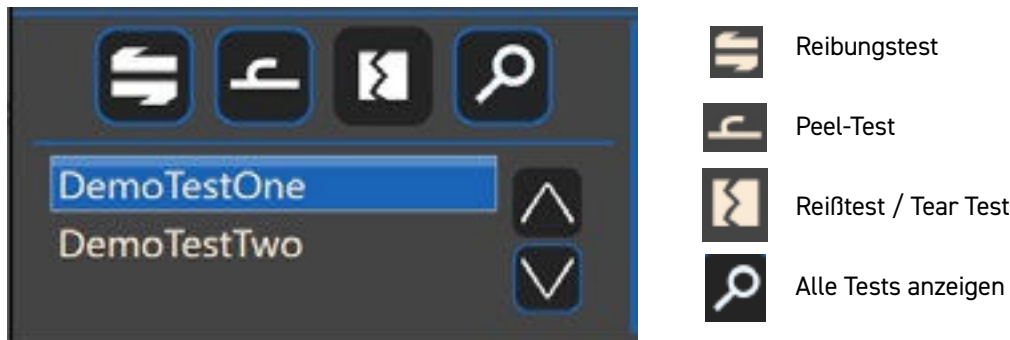 DemoTestOne
DemoTestTwo
Reibungstest
Peel-Test
Reißtest / Tear Test
Alle Tests anzeigen